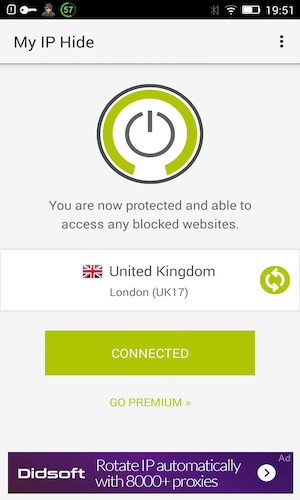 57
19:51
My IP Hide
You are now protected and able to
access any blocked websites.
United Kingdom
London (UK17)
CONNECTED
GO PREMIUM »
Ad
Didsoft
Rotate IP automatically
with 8000+ proxies